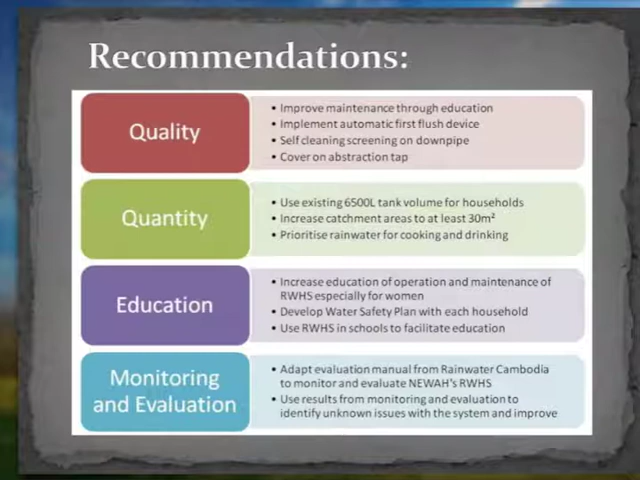 Recommendations:
Quality
• Improve maintenance through education
• Implement automatic first flush device
• Self cleaning screening on downpipe
• Cover on abstraction tap
Quantity
• Use existing 6500L tank volume for households
• Increase catchment areas to at least 30m²
• Prioritise rainwater for cooking and drinking
Education
• Increase education of operation and maintenance of
RWHS especially for women
• Develop Water Safety Plan with each household
• Use RWHS in schools to facilitate education
Monitoring
and Evaluation
• Adapt evaluation manual from Rainwater Cambodia
to monitor and evaluate NEWAH's RWHS
• Use results from monitoring and evaluation to
identify unknown issues with the system and improve